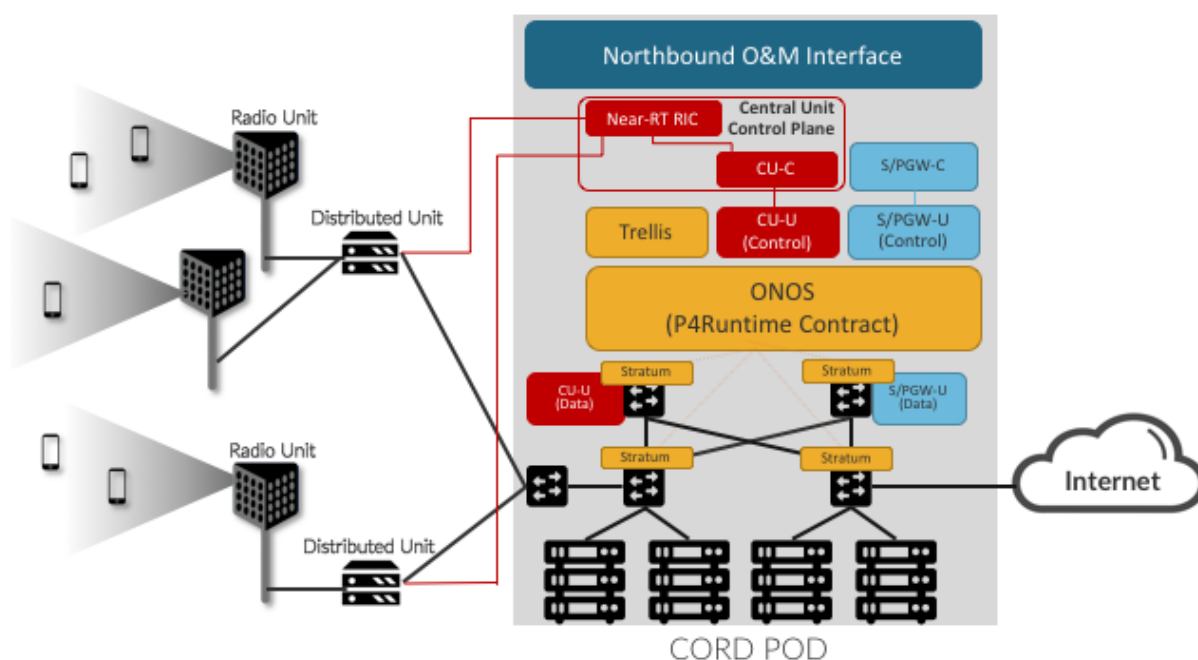 Northbound O&M Interface
Near-RT RIC
Central Unit
Control Plane
CU-C
S/PGW-C
Trellis
CU-U
(Control)
S/PGW-U
(Control)
ONOS
(P4Runtime Contract)
Stratum
Stratum
CU-U
(Data)
S/PGW-U
(Data)
Stratum
Stratum
Radio Unit
Distributed Unit
Radio Unit
Distributed Unit
Internet
CORD POD